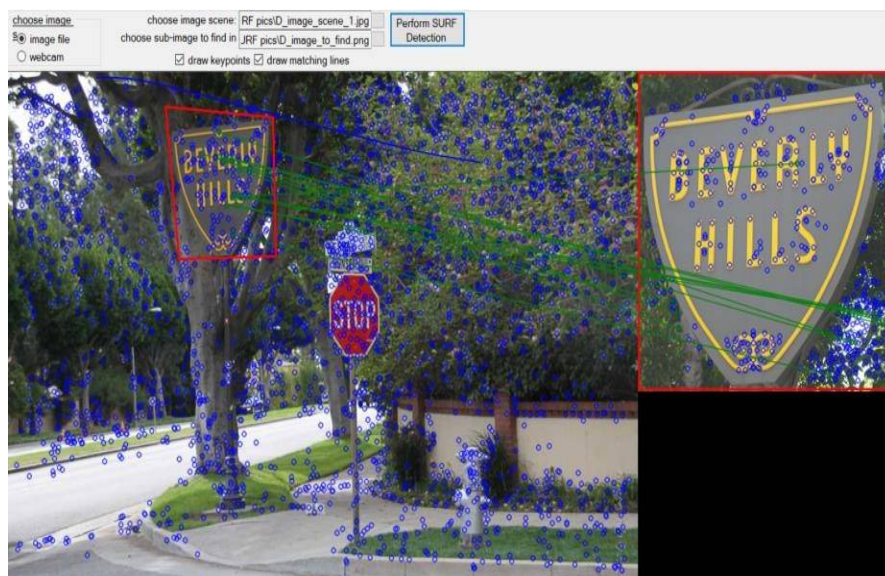 choose image
s
image file
webcam
choose image scene:
RF pics\D_image_scene_1.jpg
choose sub-image to find in
JRF pics\D_image_to_find.png
draw keypoints
draw matching lines
Perform SURF
Detection
BEVERLY
HILLS
STOP
BEVERLY
HILLS